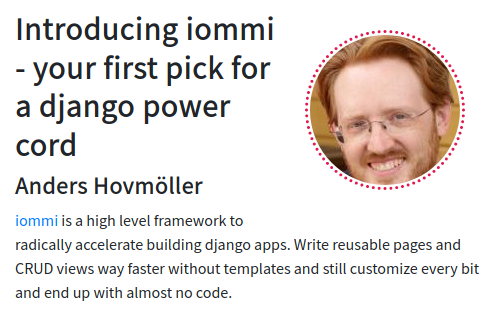 Introducing iommi
- your first pick for
a django power
cord
Anders Hovmöller
iommi is a high level framework to
radically accelerate building django apps. Write reusable pages and
CRUD views way faster without templates and still customize every bit
and end up with almost no code.